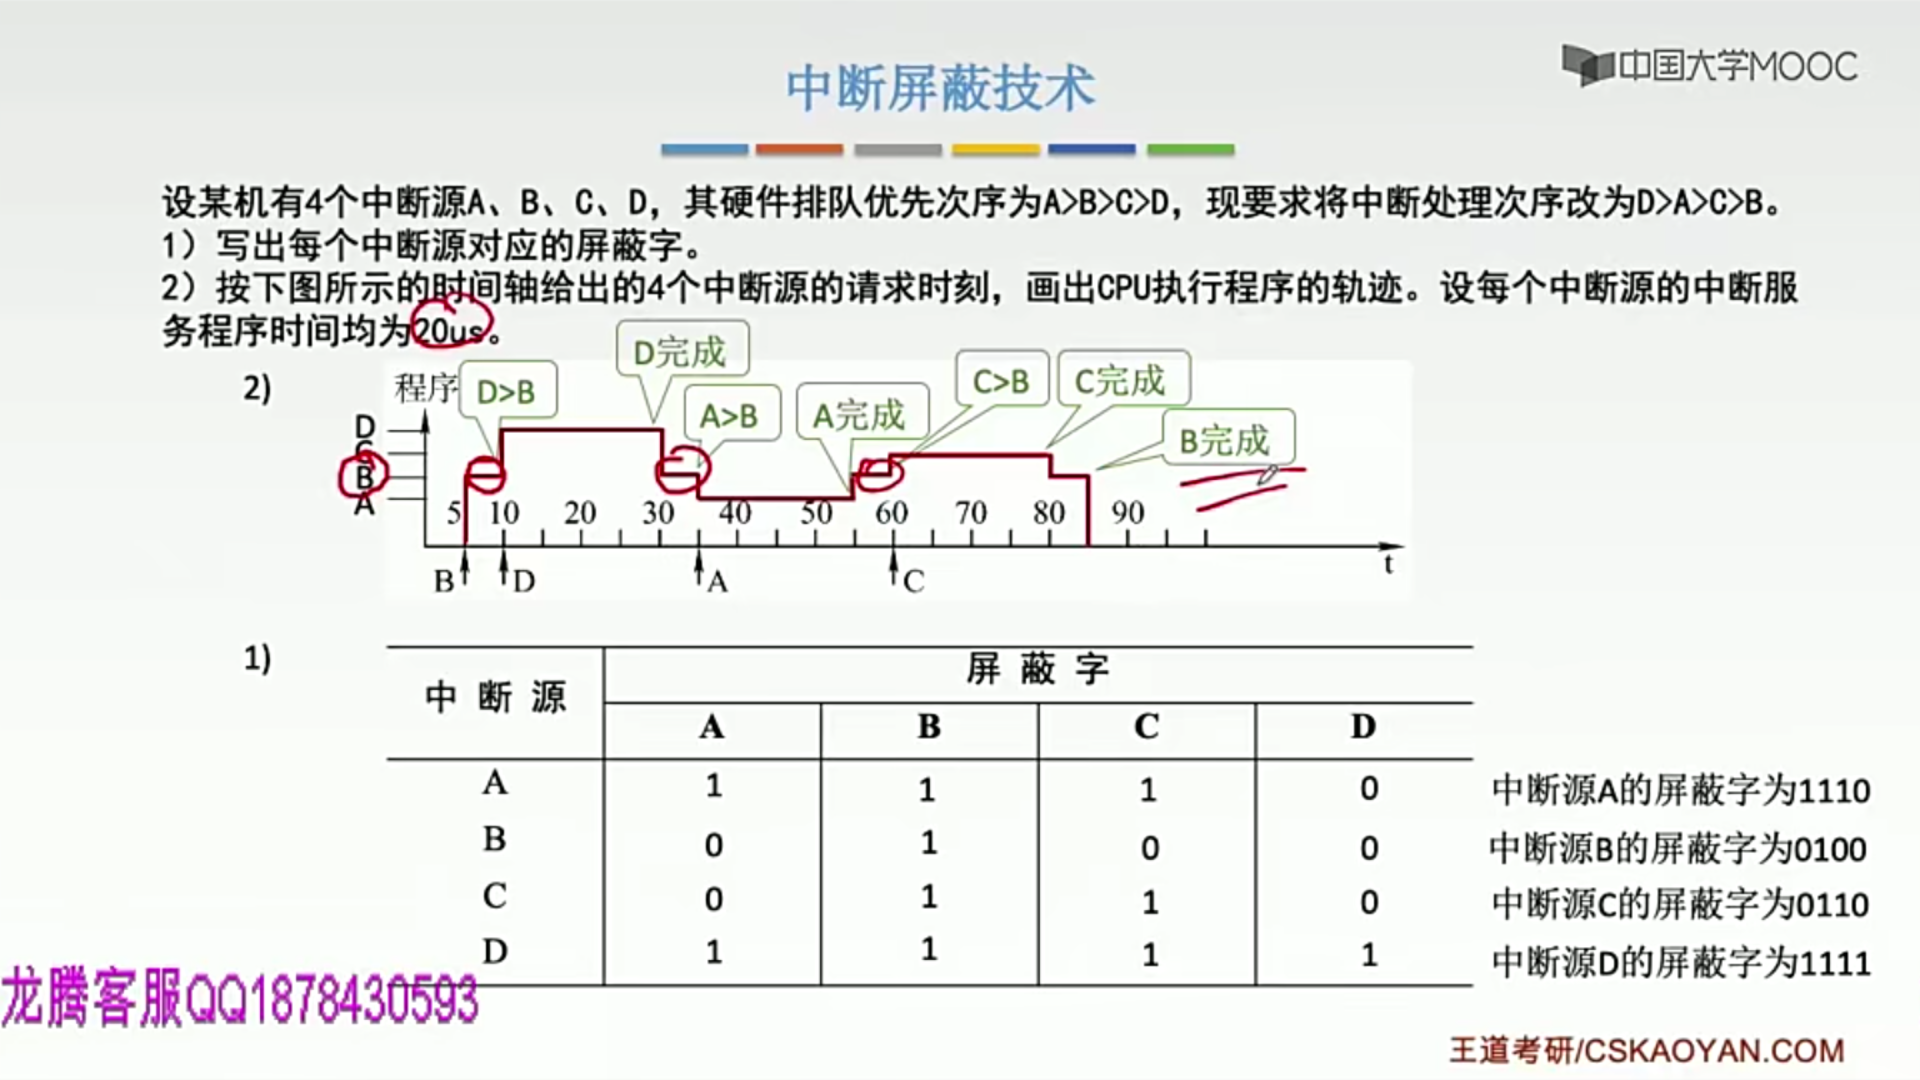 中断屏蔽技术
中国大学MOOC
设某机有4个中断源A、B、C、D，其硬件排队优先次序为A>B>C>D，现要求将中断处理次序改为D>A>C>B。
1）写出每个中断源对应的屏蔽字。
2）按下图所示的时间轴给出的4个中断源的请求时刻，画出CPU执行程序的轨迹。设每个中断源的中断服
务程序时间均为20us。
2)
程序
D>B
D完成
A>B
A完成
C>B
C完成
B完成
D
C
B
A
5 10 20 30 40 50 60 70 80 90
B D A C t
1)
中断源 屏蔽字
A B C D
A 1 1 1 0 中断源A的屏蔽字为1110
B 0 1 0 0 中断源B的屏蔽字为0100
C 0 1 1 0 中断源C的屏蔽字为0110
D 1 1 1 1 中断源D的屏蔽字为1111
龙腾客服QQ1878430593
王道考研/CSKAOYAN.COM